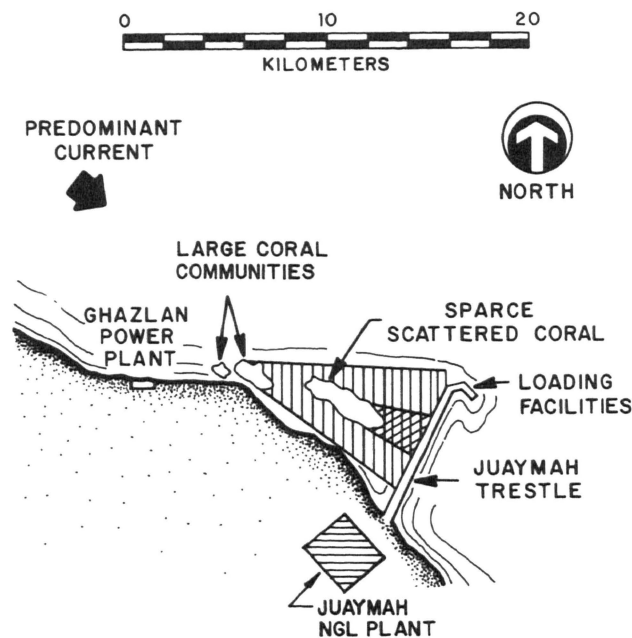 0 10 20
KILOMETERS
PREDOMINANT
CURRENT
NORTH
LARGE CORAL
COMMUNITIES
GHAZLAN
POWER
PLANT
SPARCE
SCATTERED CORAL
LOADING
FACILITIES
JUAYMAH
TRESTLE
JUAYMAH
NGL PLANT